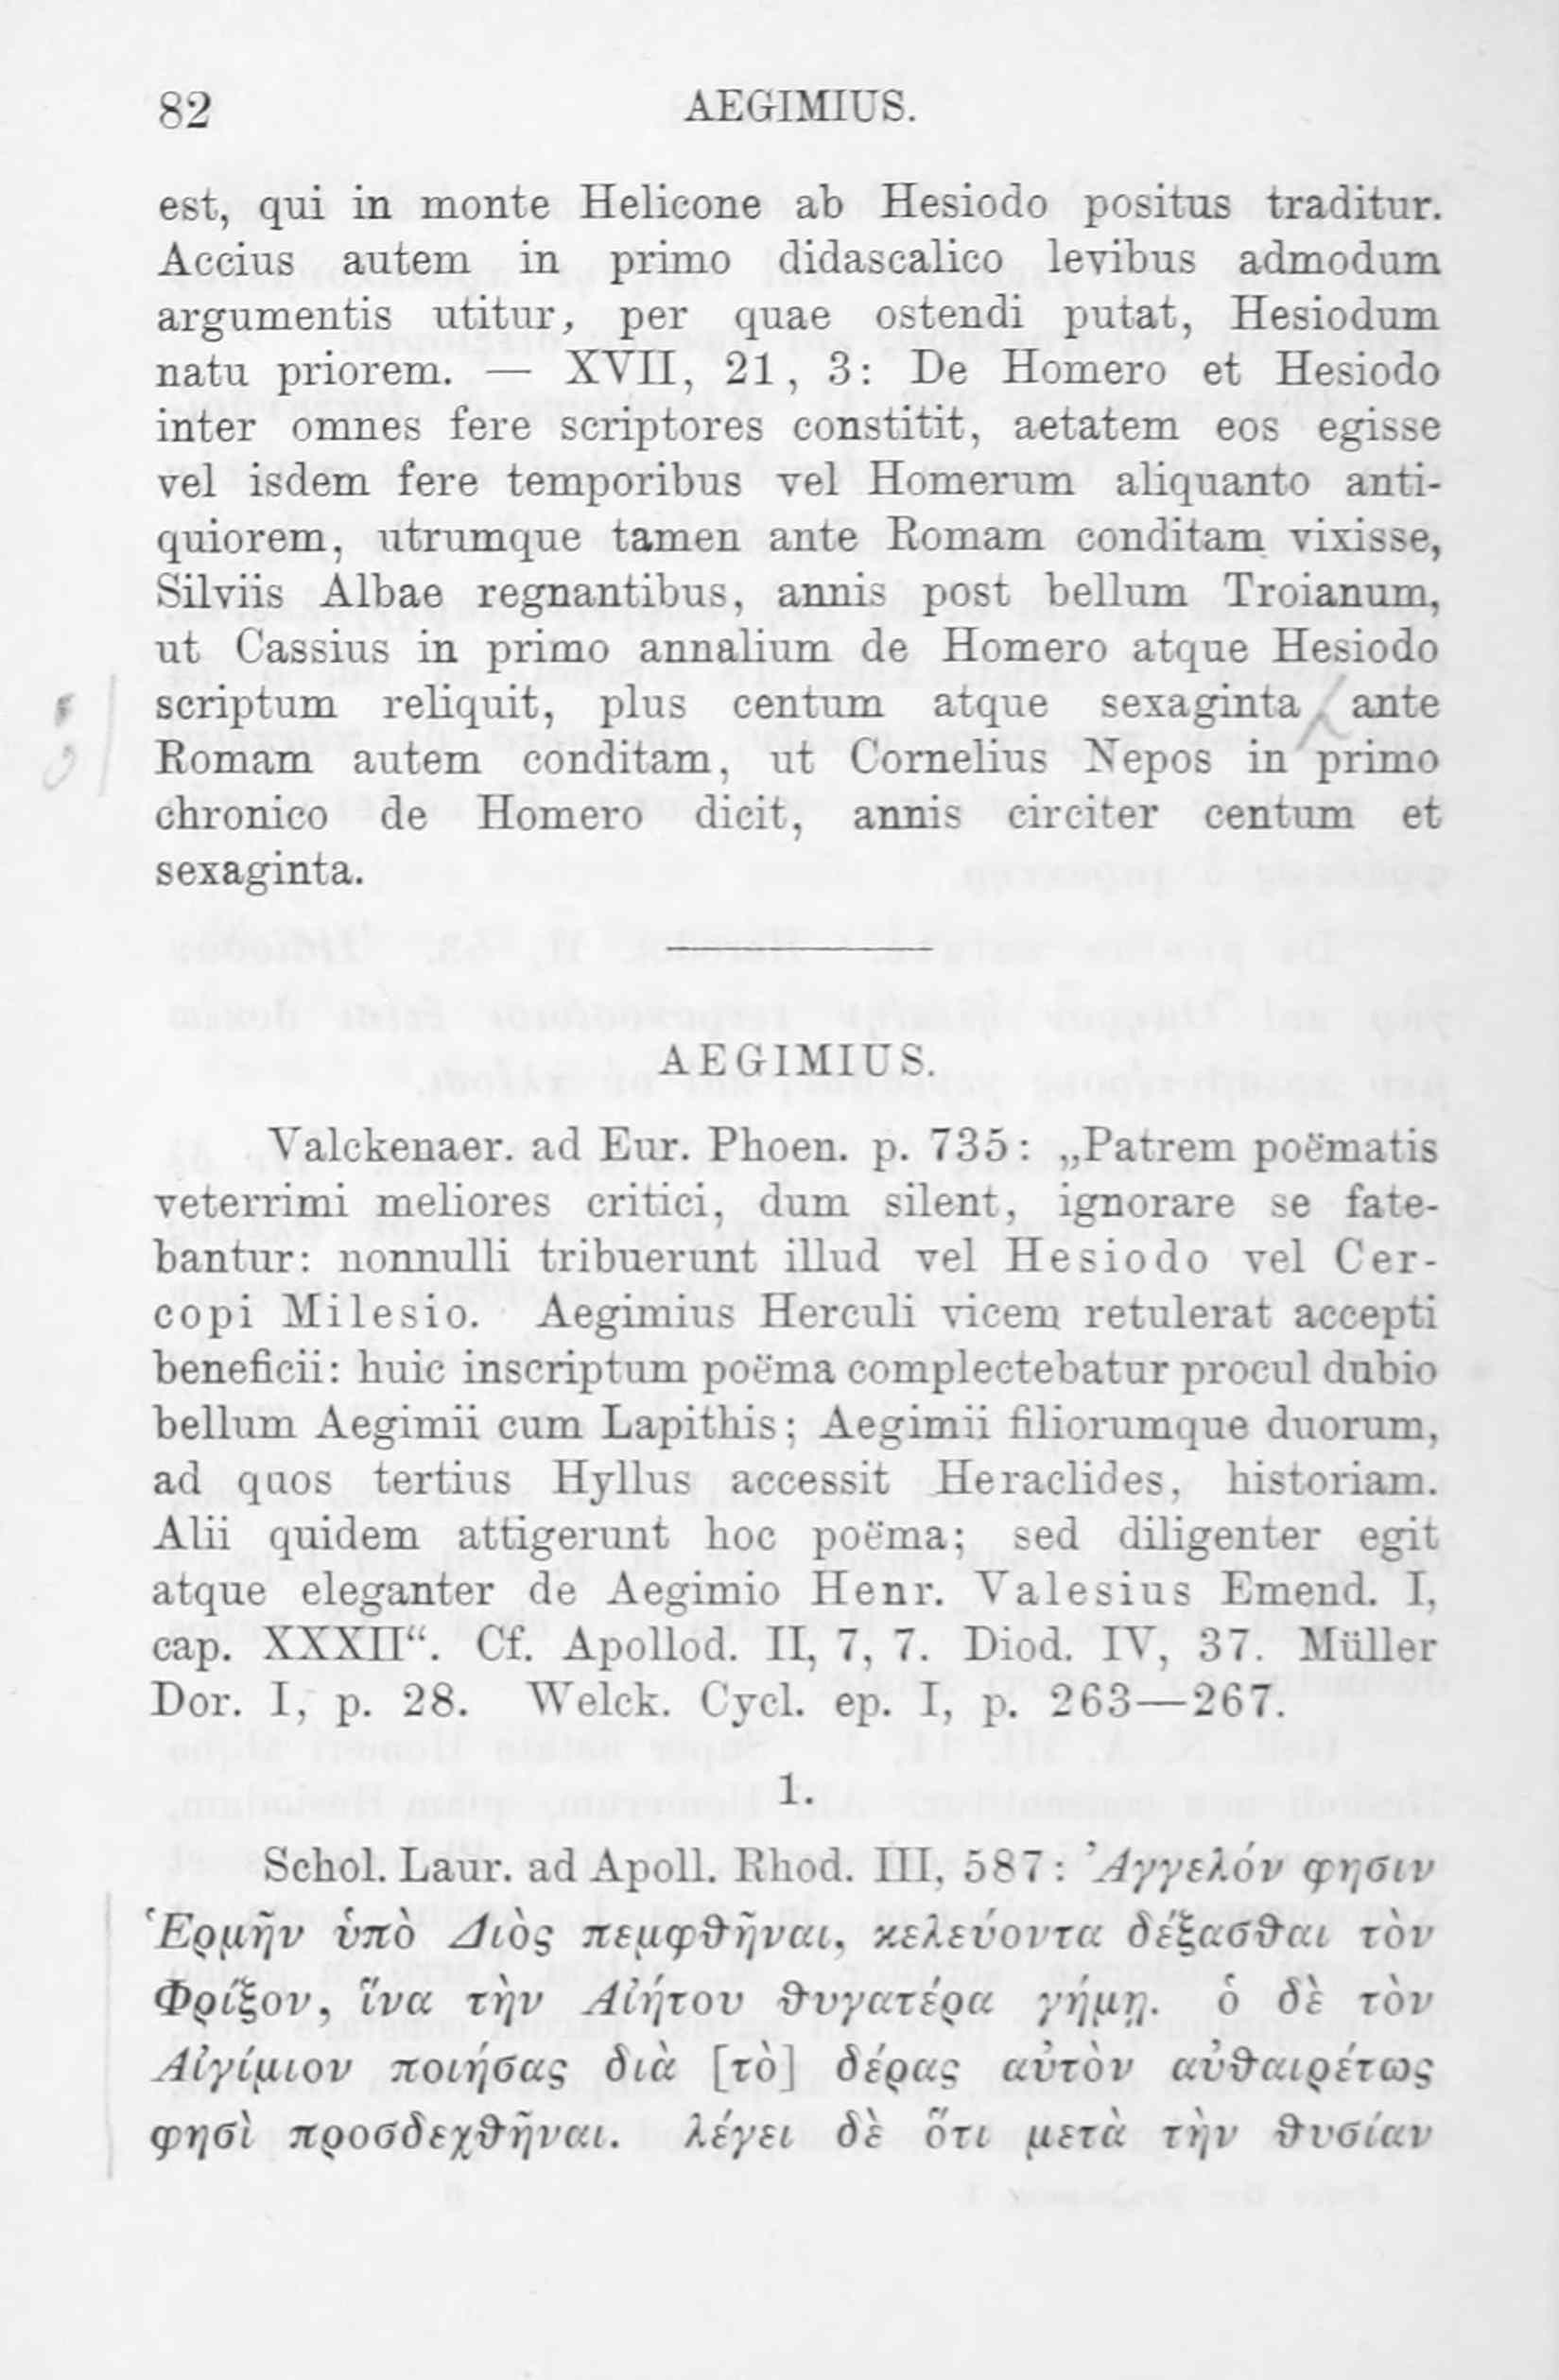 82
AEGIMIUS.
est, qui in monte Helicone ab Hesiodo positus traditur.
Accius autem in primo didascalico levibus admodum
argumentis utitur, per quae ostendi putat, Hesiodum
natu priorem. — XVII, 21, 3: De Homero et Hesiodo
inter omnes fere scriptores constitit, aetatem eos egisse
vel isdem fere temporibus vel Homerum aliquanto anti-
quiorem, utrumque tamen ante Romam conditam vixisse,
Silviis Albae regnantibus, annis post bellum Troianum,
ut Cassius in primo annalium de Homero atque Hesiodo
scriptum reliquit, plus centum atque sexaginta ante
Romam autem conditam, ut Cornelius Nepos in primo
chronico de Homero dicit, annis circiter centum et
sexaginta.
AEGIMIUS.
Valckenaer. ad Eur. Phoen. p. 735: „Patrem poëmatis
veterrimi meliores critici, dum silent, ignorare se fate-
bantur: nonnulli tribuerunt illud vel Hesiodo vel Cer-
copi Milesio. Aegimius Herculi vicem retulerat accepti
beneficii: huic inscriptum poëma complectebatur procul dubio
bellum Aegimii cum Lapithis; Aegimii filiorumque duorum,
ad quos tertius Hyllus accessit Heraclides, historiam.
Alii quidem attigerunt hoc poëma; sed diligenter egit
atque eleganter de Aegimio Henr. Valesius Emend. I,
cap. XXXII“. Cf. Apollod. II, 7, 7. Diod. IV, 37. Müller
Dor. I, p. 28. Welck. Cycl. ep. I, p. 263—267.
1.
Schol. Laur. ad Apoll. Rhod. III, 587: Ἀγγελόν φησιν
Ἑρμῆν ὑπὸ Διὸς πεμφθῆναι, κελεύοντα δέξασθαι τὸν
Φρίξον, ἵνα τὴν Αἰήτου θυγατέρα γήμῃ. ὁ δὲ τὸν
Αἰγίμιον ποιήσας διὰ [τὸ] δέρας αὐτὸν αὐθαιρέτως
φησὶ προσδεχθῆναι. λέγει δὲ ὅτι μετὰ τὴν θυσίαν